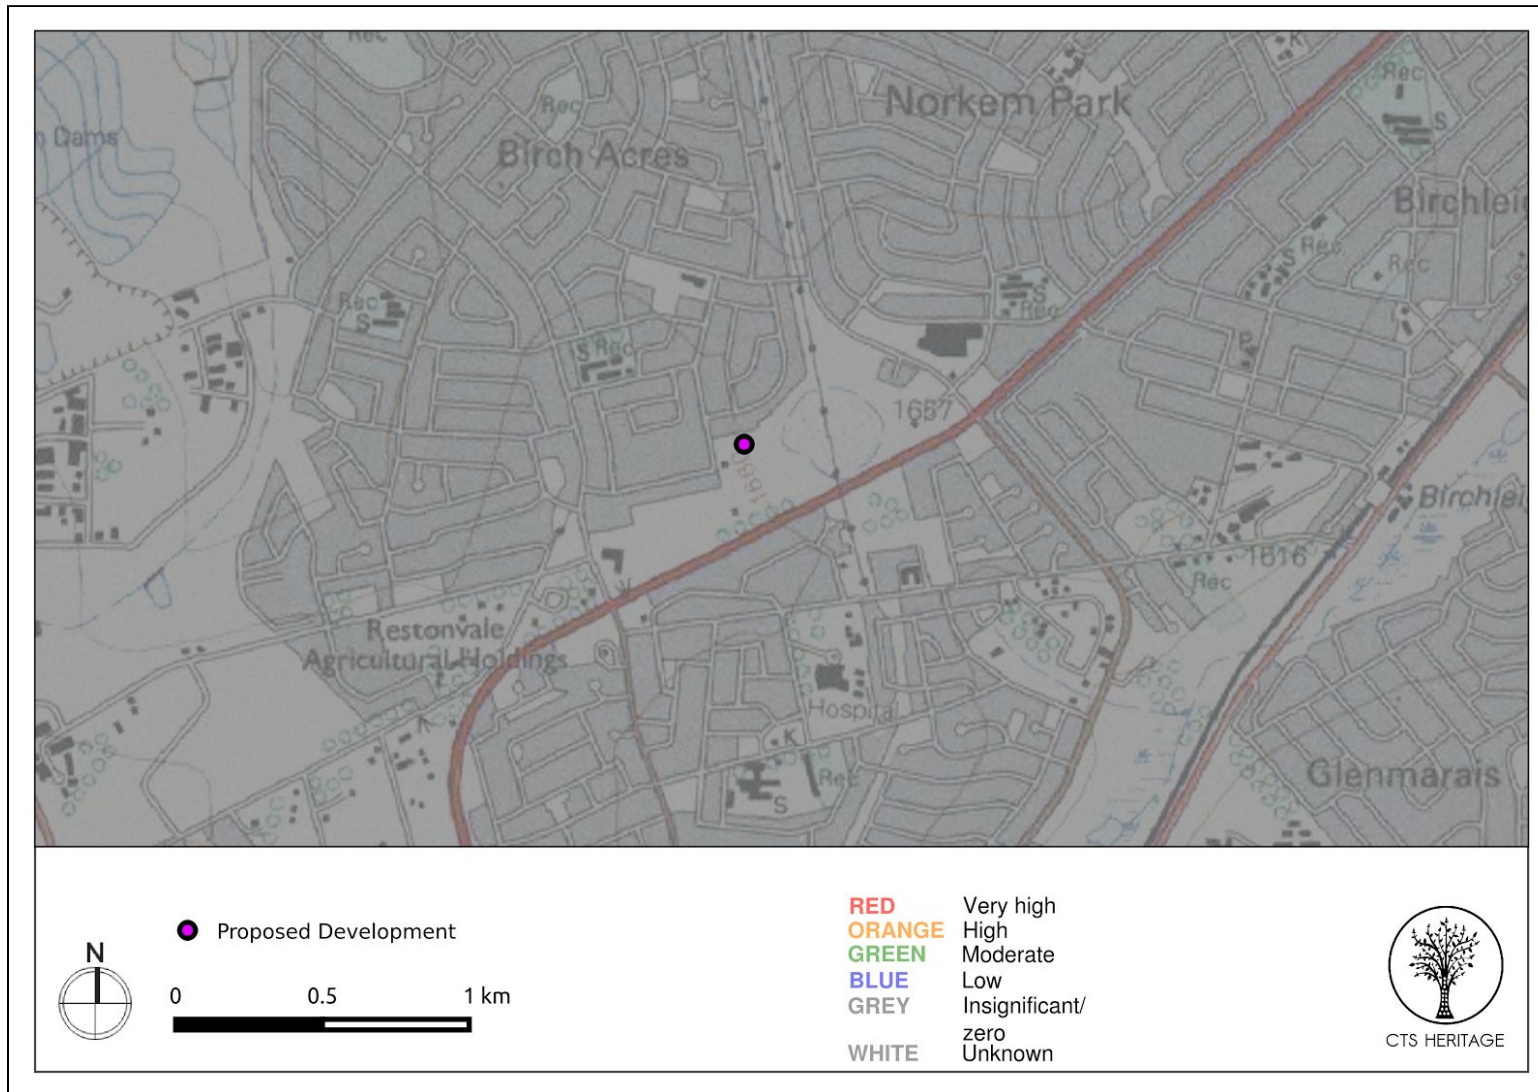 Rec
K
Rec
S
n Dams
Rec
Norkem Park
Birch Acres
Birchlei
Rec
S
Rec
Rec
S
S
Rec
P
S Rec
1687
Birchlei
1616
Rec
Restonvale
Agricultural Holdings
Hospital
K
Rec
S
Glenmarais
Proposed Development
N
0 0.5 1 km
RED Very high
ORANGE High
GREEN Moderate
BLUE Low
GREY Insignificant/
zero
WHITE Unknown
CTS HERITAGE